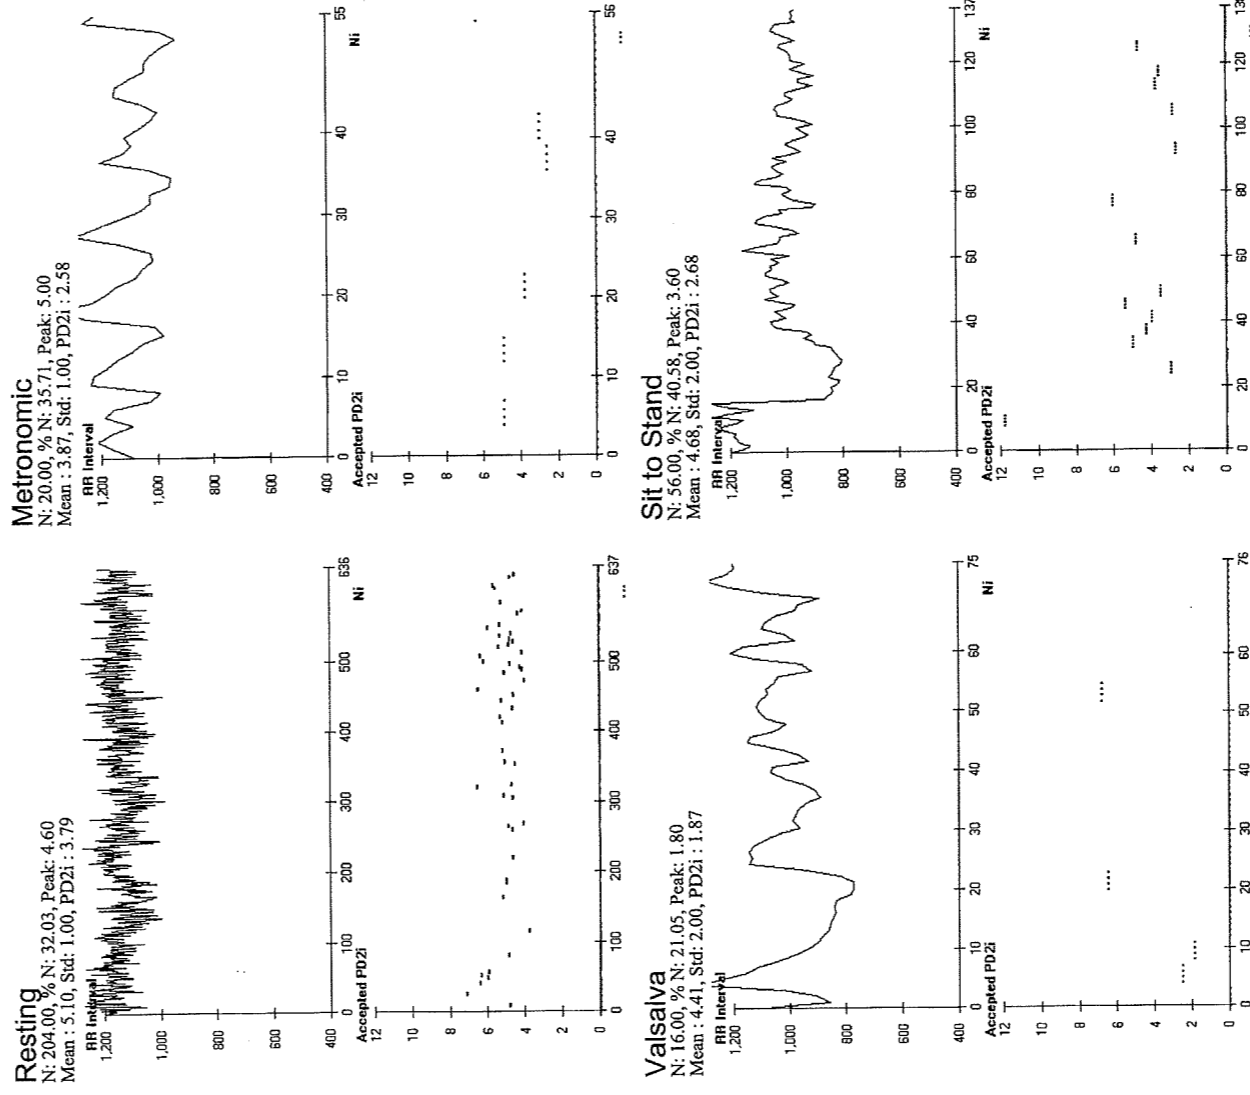 Resting
N: 204.00, % N: 32.03, Peak: 4.60
Mean : 5.10, Std: 1.00, PD2i : 3.79
RR Interval
1,200 1,000 800 600 400
0 100 200 300 400 500 636
Ni
Accepted PD2i
12 10 8 6 4 2 0
0 100 200 300 400 500 637
Metronomic
N: 20.00, % N: 35.71, Peak: 5.00
Mean : 3.87, Std: 1.00, PD2i : 2.58
RR Interval
1,200 1,000 800 600 400
0 10 20 30 40 55
Ni
Accepted PD2i
12 10 8 6 4 2 0
0 10 20 30 40 56
Valsalva
N: 16.00, % N: 21.05, Peak: 1.80
Mean : 4.41, Std: 2.00, PD2i : 1.87
RR Interval
1,200 1,000 800 600 400
0 10 20 30 40 50 60 75
Ni
Accepted PD2i
12 10 8 6 4 2 0
0 10 20 30 40 50 60 76
Sit to Stand
N: 56.00, % N: 40.58, Peak: 3.60
Mean : 4.68, Std: 2.00, PD2i : 2.68
RR Interval
1,200 1,000 800 600 400
0 20 40 60 80 100 120 137
Ni
Accepted PD2i
12 10 8 6 4 2 0
0 20 40 60 80 100 120